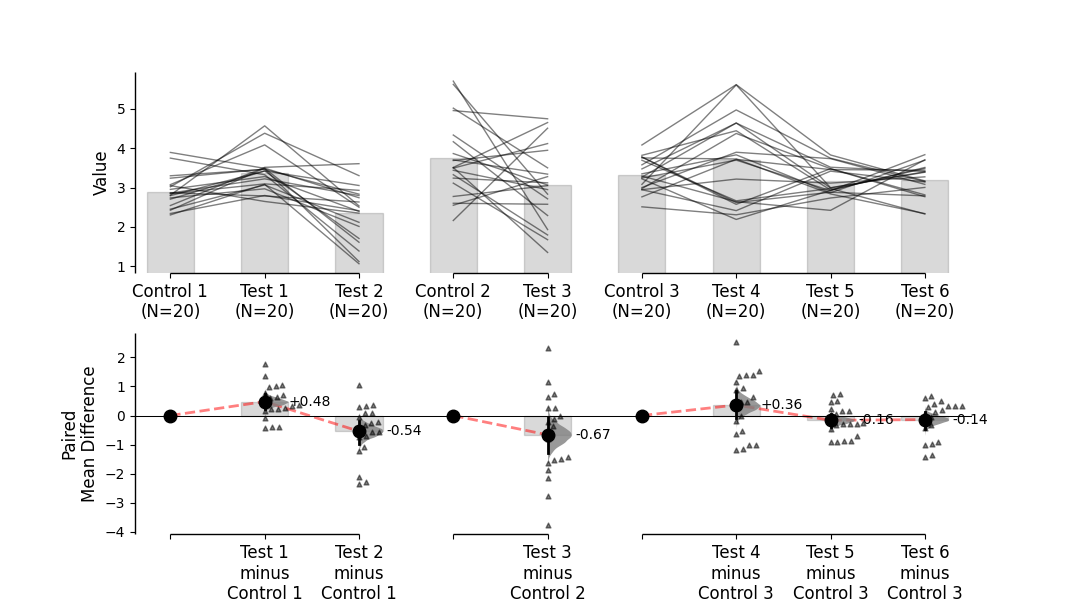 Value
5
4
3
2
1
Control 1 Test 1 Test 2 Control 2 Test 3 Control 3 Test 4 Test 5 Test 6
(N=20) (N=20) (N=20) (N=20) (N=20) (N=20) (N=20) (N=20) (N=20)
Paired
Mean Difference
2
1
0
−1
−2
−3
−4
+0.48
-0.54
-0.67
+0.36
-0.16
-0.14
Test 1 Test 2 Test 3 Test 4 Test 5 Test 6
minus minus minus minus minus minus
Control 1 Control 1 Control 2 Control 3 Control 3 Control 3